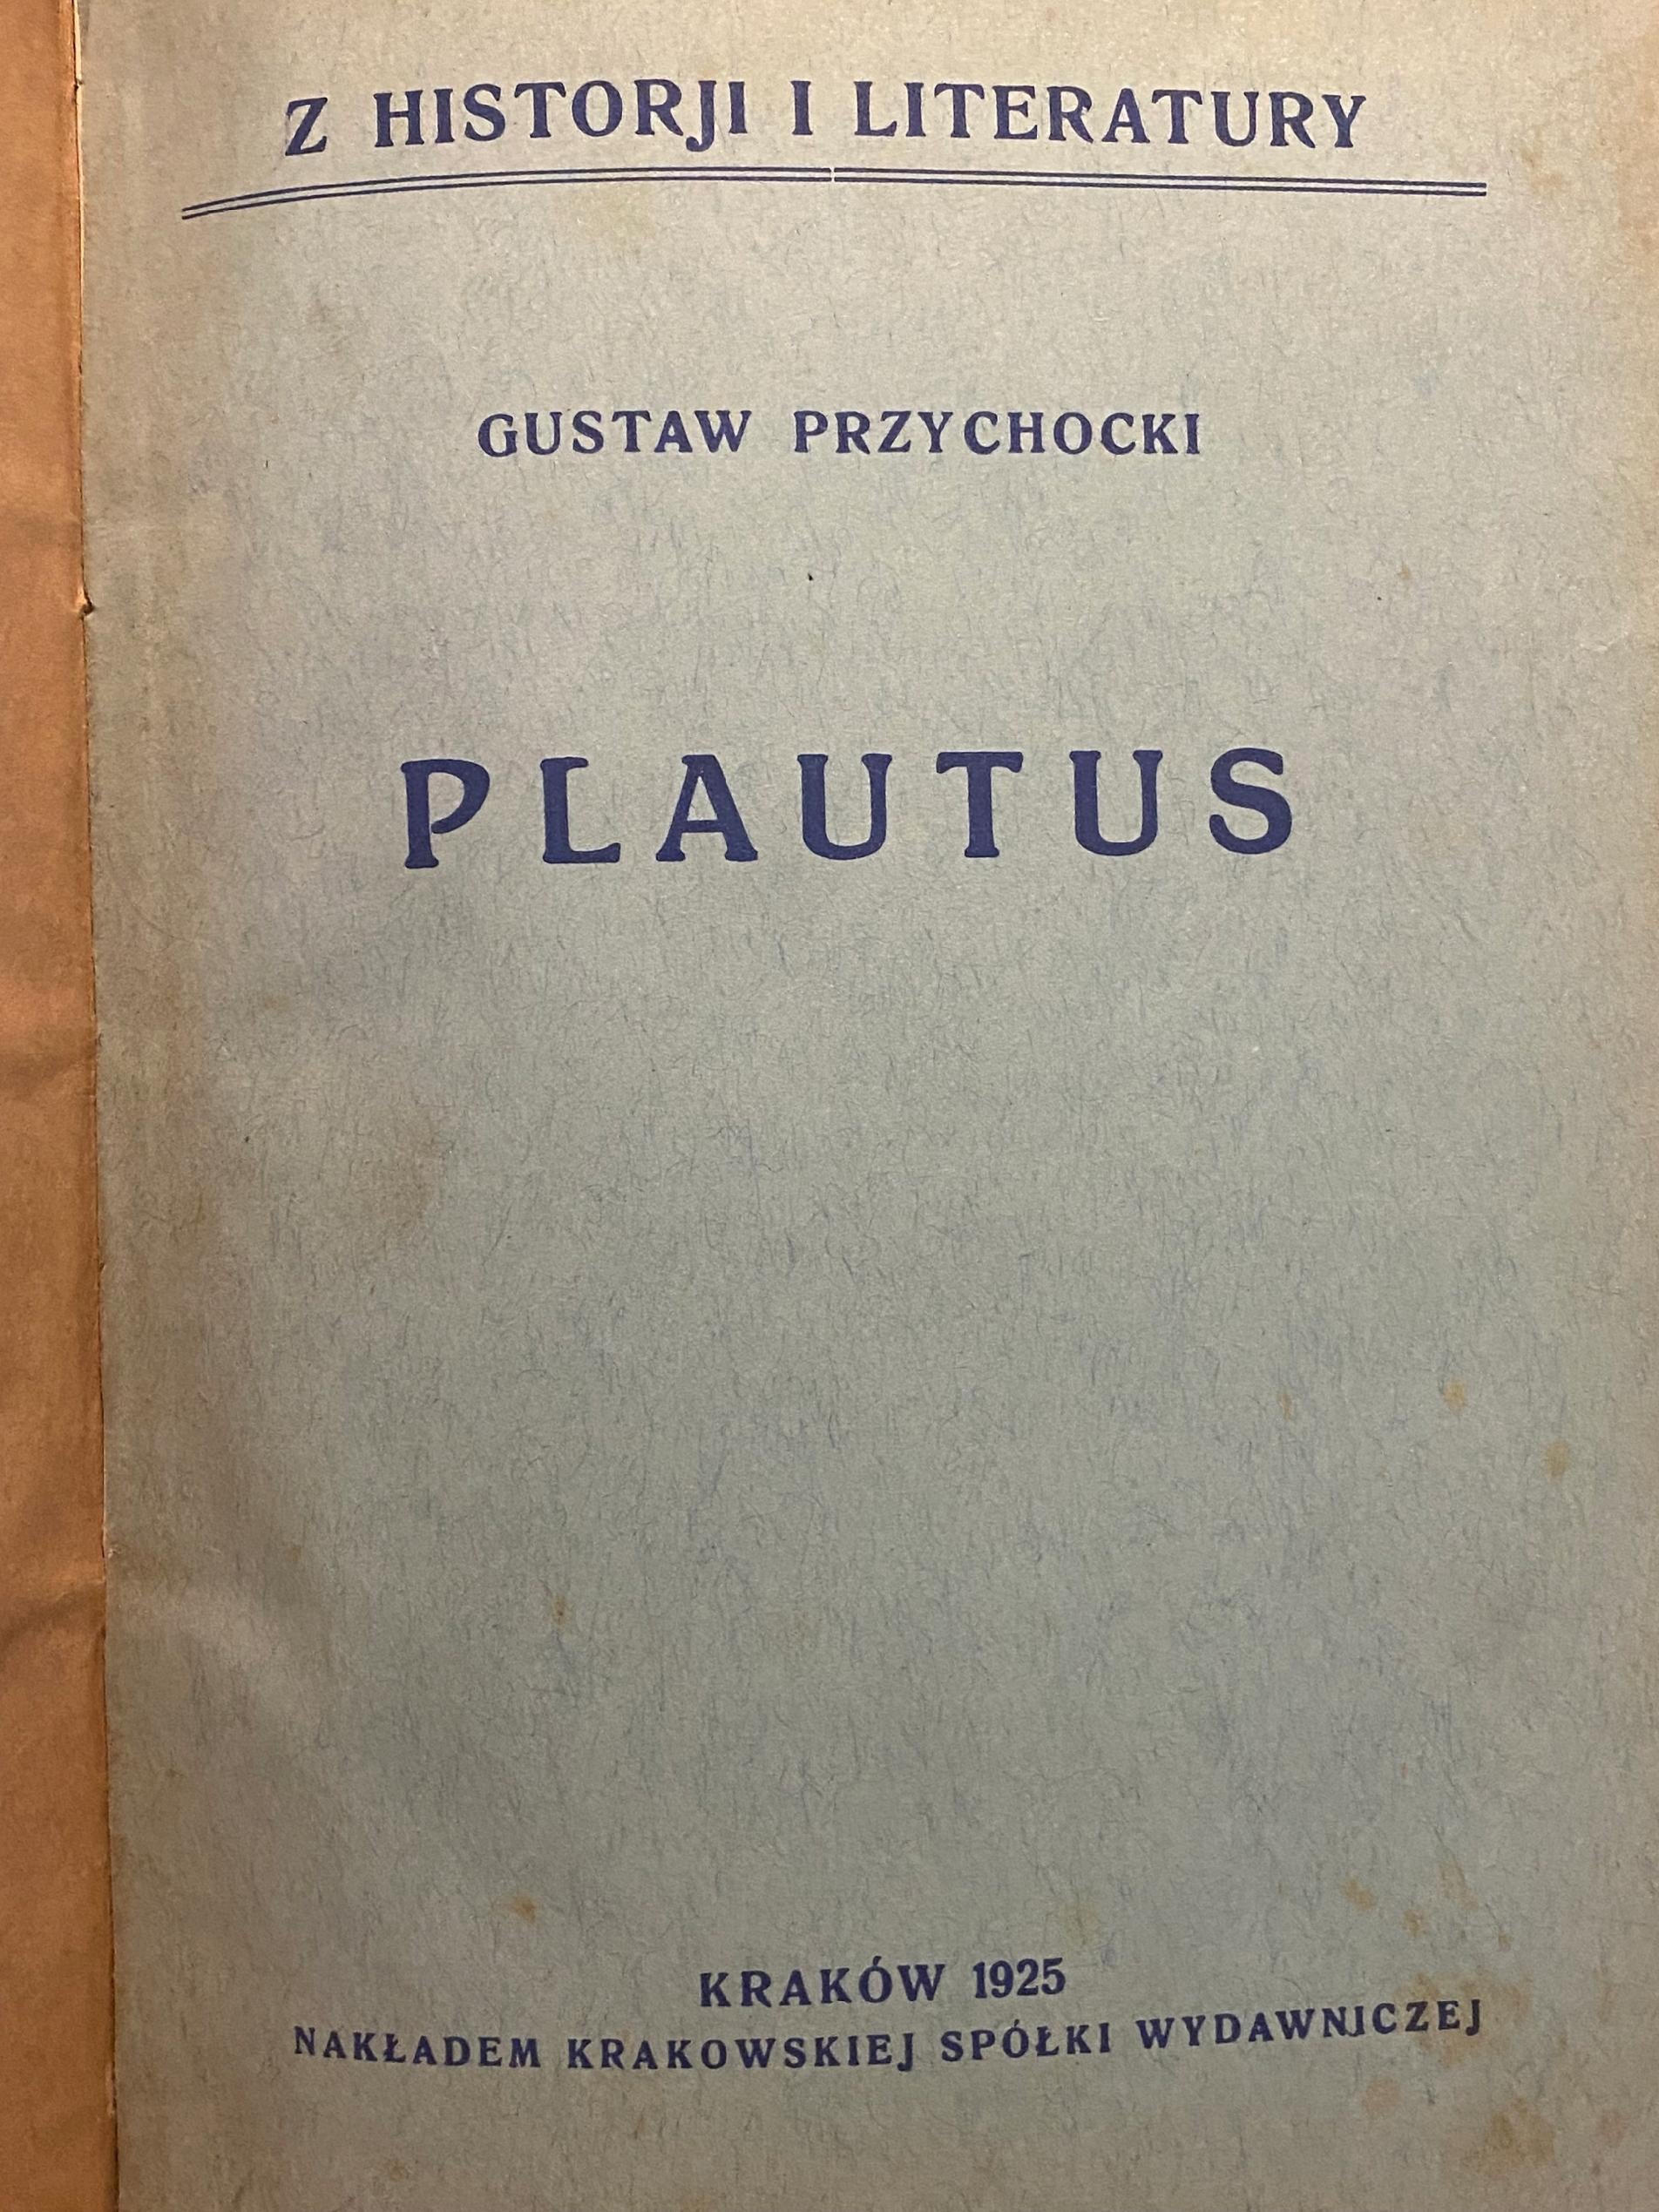 Z HISTORJI I LITERATURY
GUSTAW PRZYCHOCKI
PLAUTUS
KRAKÓW 1925
NAKŁADEM KRAKOWSKIEJ SPÓŁKI WYDAWNICZEJ